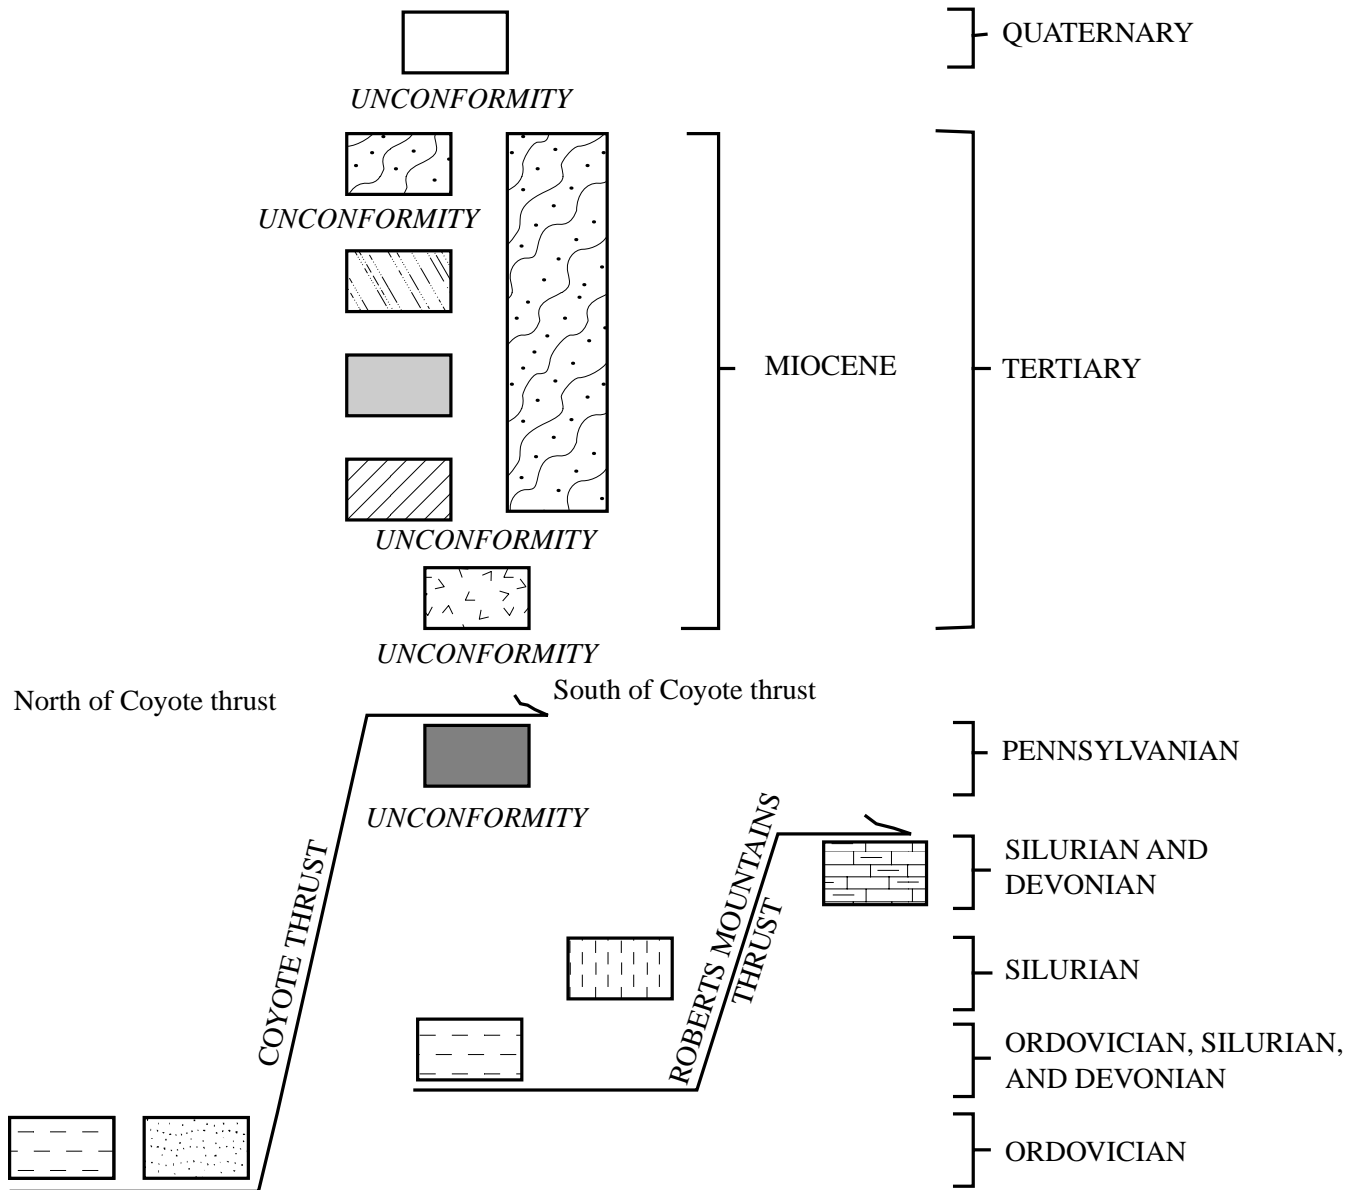 QUATERNARY
UNCONFORMITY
UNCONFORMITY
MIOCENE
TERTIARY
UNCONFORMITY
UNCONFORMITY
North of Coyote thrust
South of Coyote thrust
PENNSYLVANIAN
UNCONFORMITY
COYOTE THRUST
ROBERTS MOUNTAINS
THRUST
SILURIAN AND
DEVONIAN
SILURIAN
ORDOVICIAN, SILURIAN,
AND DEVONIAN
ORDOVICIAN